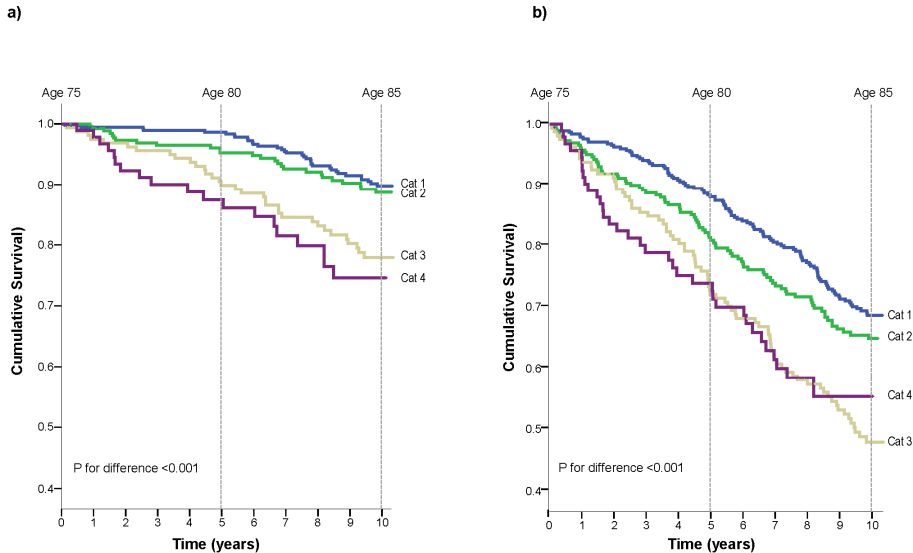 a)
Age 75 Age 80 Age 85
1.0
0.9
0.8
0.7
0.6
0.5
0.4
Cumulative Survival)
Cat 1
Cat 2
Cat 3
Cat 4
P for difference <0.001
0 1 2 3 4 5 6 7 8 9 10
Time (years)
b)
Age 75 Age 80 Age 85
1.0
0.9
0.8
0.7
0.6
0.5
0.4
Cumulative Survival)
Cat 1
Cat 2
Cat 4
Cat 3
P for difference <0.001
0 1 2 3 4 5 6 7 8 9 10
Time (years)